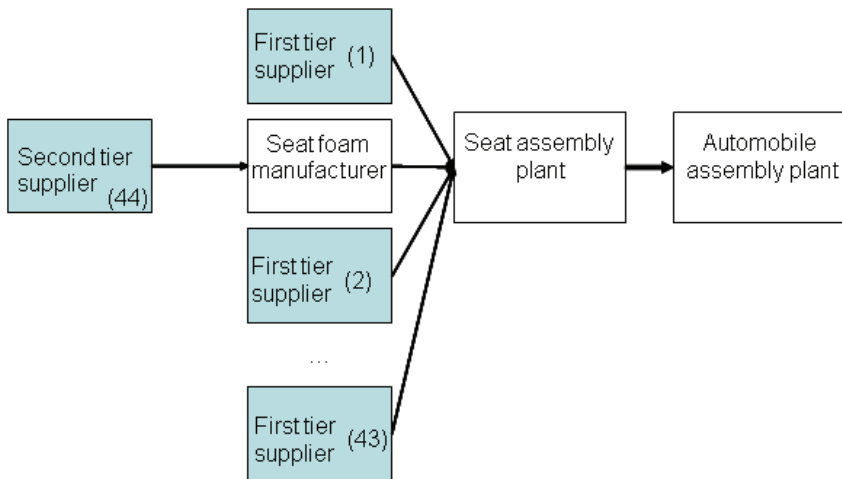 First tier
supplier (1)
Second tier
supplier
(44)
Seat foam
manufacturer
Seat assembly
plant
Automobile
assembly plant
First tier
supplier (2)
...
First tier
supplier (43)